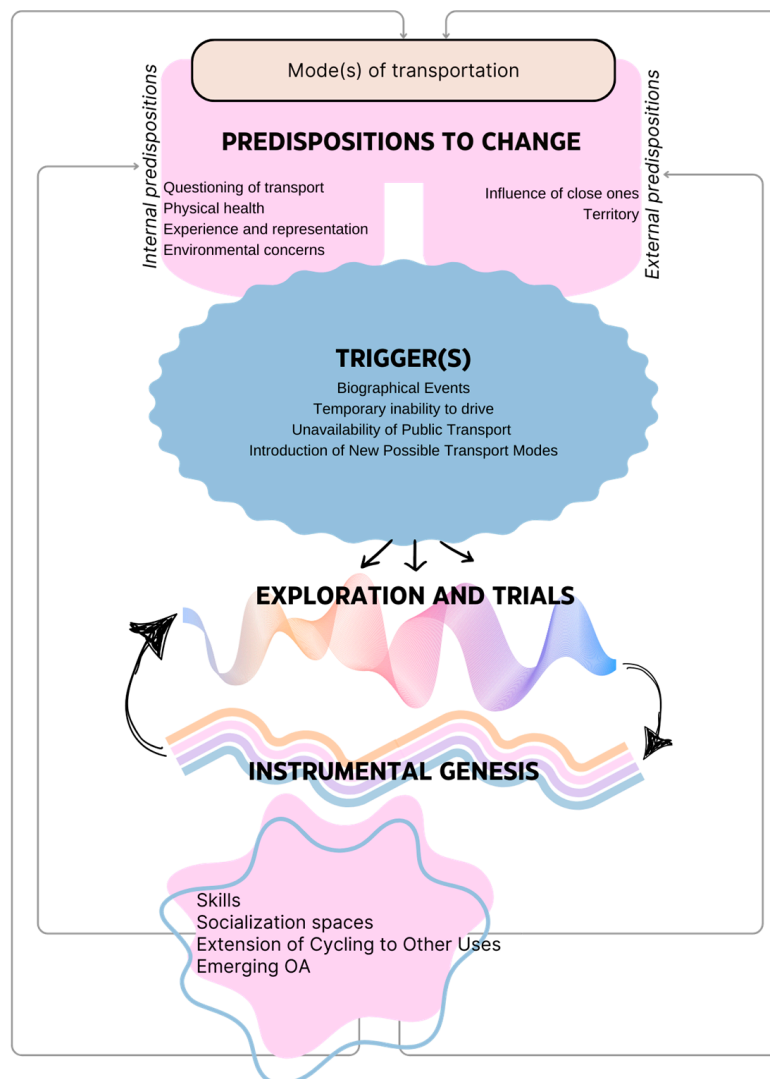 Mode(s) of transportation
PREDISPOSITIONS TO CHANGE
Internal predispositions
Questioning of transport
Physical health
Experience and representation
Environmental concerns
Influence of close ones
Territory
External predispositions
TRIGGER(S)
Biographical Events
Temporary inability to drive
Unavailability of Public Transport
Introduction of New Possible Transport Modes
EXPLORATION AND TRIALS
INSTRUMENTAL GENESIS
Skills
Socialization spaces
Extension of Cycling to Other Uses
Emerging OA